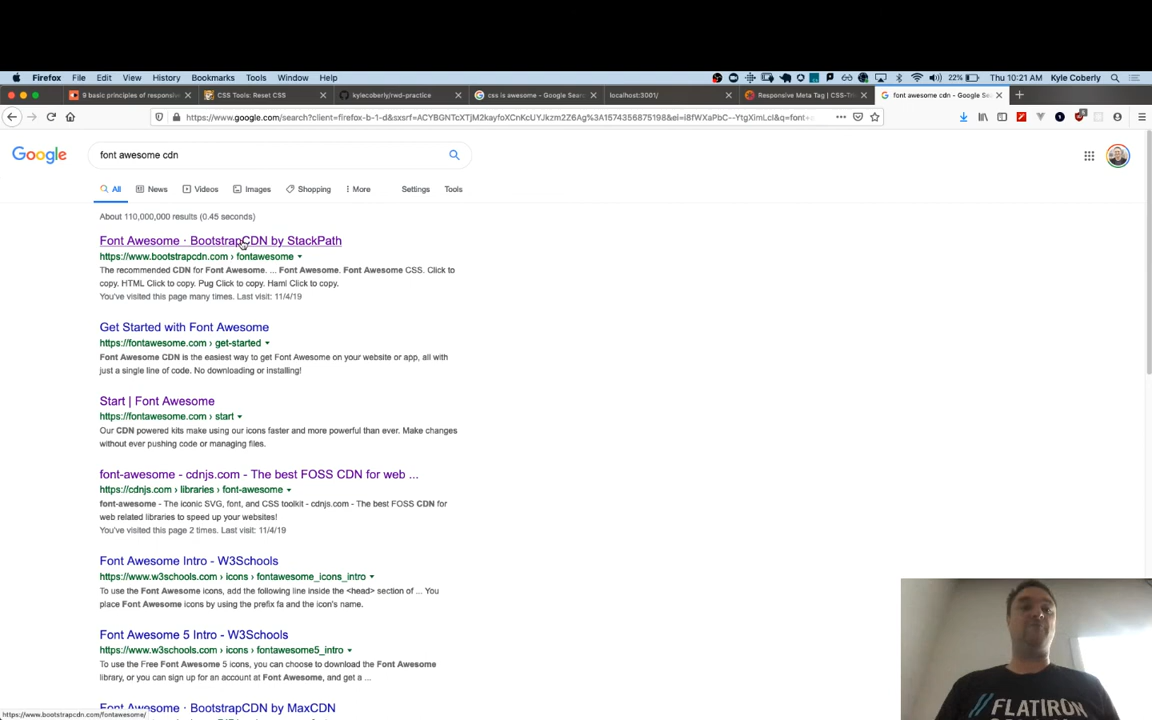 Firefox File Edit View History Bookmarks Tools Window Help 22% Thu 10:21 AM Kyle Coberly
9 basic principles of responsive CSS Tools: Reset CSS kylecoberly/rwd-practice css is awesome - Google Sear localhost:3001/ Responsive Meta Tag | CSS-T font awesome cdn - Google Se
https://www.google.com/search?client=firefox-b-1-d&
Google font awesome cdn
All News Videos Images Shopping More Settings Tools
About 110,000,000 results (0.45 seconds)
Font Awesome · BootstrapCDN by StackPath
https://www.bootstrapcdn.com › fontawesome
The recommended CDN for Font Awesome. ... Font Awesome. Font Awesome CSS. Click to
copy. HTML Click to copy. Pug Click to copy. Haml Click to copy.
You've visited this page many times. Last visit: 11/4/19
Get Started with Font Awesome
https://fontawesome.com › get-started
Font Awesome CDN is the easiest way to get Font Awesome on your website or app, all with
just a single line of code. No downloading or installing!
Start | Font Awesome
https://fontawesome.com › start
Our CDN powered kits make using our icons faster and more powerful than ever. Make changes
without ever pushing code or managing files.
font-awesome - cdnjs.com - The best FOSS CDN for web ...
https://cdnjs.com › libraries › font-awesome
font-awesome - The iconic SVG, font, and CSS toolkit - cdnjs.com - The best FOSS CDN for
web related libraries to speed up your websites!
You've visited this page 2 times. Last visit: 11/4/19
Font Awesome Intro - W3Schools
https://www.w3schools.com › icons › fontawesome_icons_intro
To use the Font Awesome icons, add the following line inside the <head> section of ... You
place Font Awesome icons by using the prefix fa and the icon's name.
Font Awesome 5 Intro - W3Schools
https://www.w3schools.com › icons › fontawesome5_intro
To use the Free Font Awesome 5 icons, you can choose to download the Font Awesome
library, or you can sign up for an account at Font Awesome, and get a ...
Font Awesome · BootstrapCDN by MaxCDN
https://www.bootstrapcdn.com/fontawesome/
// FLATIRON